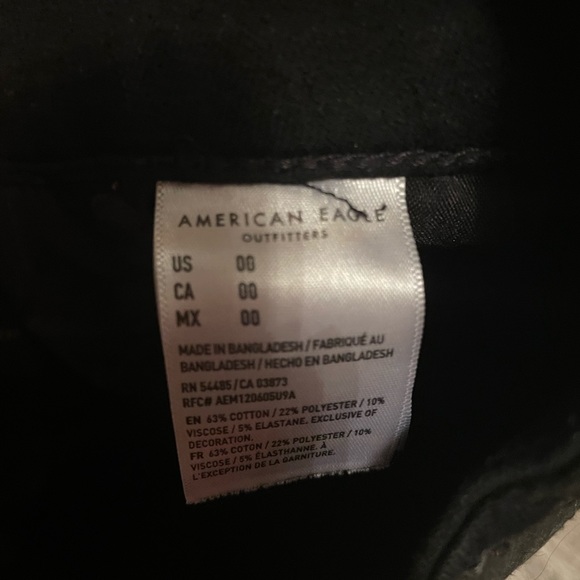 AMERICAN EAGLE
OUTFITTERS
US 00
CA 00
MX 00
MADE IN BANGLADESH / FABRIQUÉ AU
BANGLADESH / HECHO EN BANGLADESH
RN 54485/CA 03873
RFC# AEM120605U9A
EN 63% COTTON / 22% POLYESTER / 10%
VISCOSE / 5% ELASTANE. EXCLUSIVE OF
DECORATION.
FR 63% COTON / 22% POLYESTER / 10%
VISCOSE / 5% ÉLASTHANNE. À
L'EXCEPTION DE LA GARNITURE.